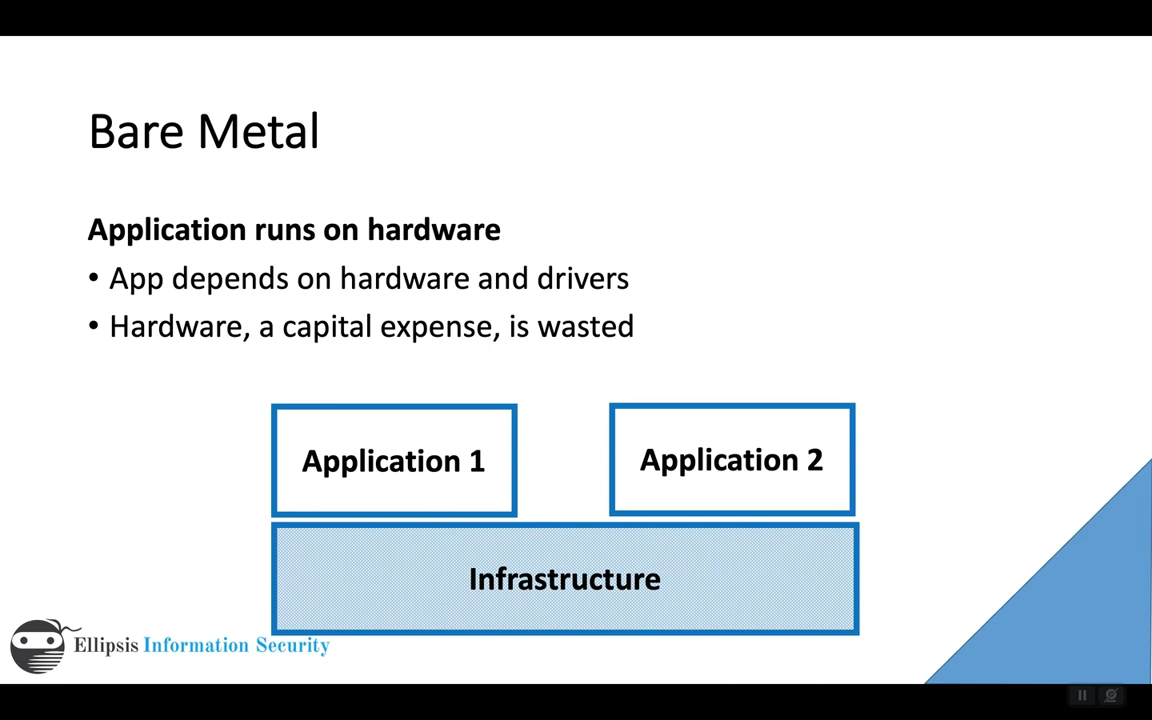 Bare Metal
Application runs on hardware
• App depends on hardware and drivers
• Hardware, a capital expense, is wasted
Application 1
Application 2
Infrastructure
Ellipsis Information Security